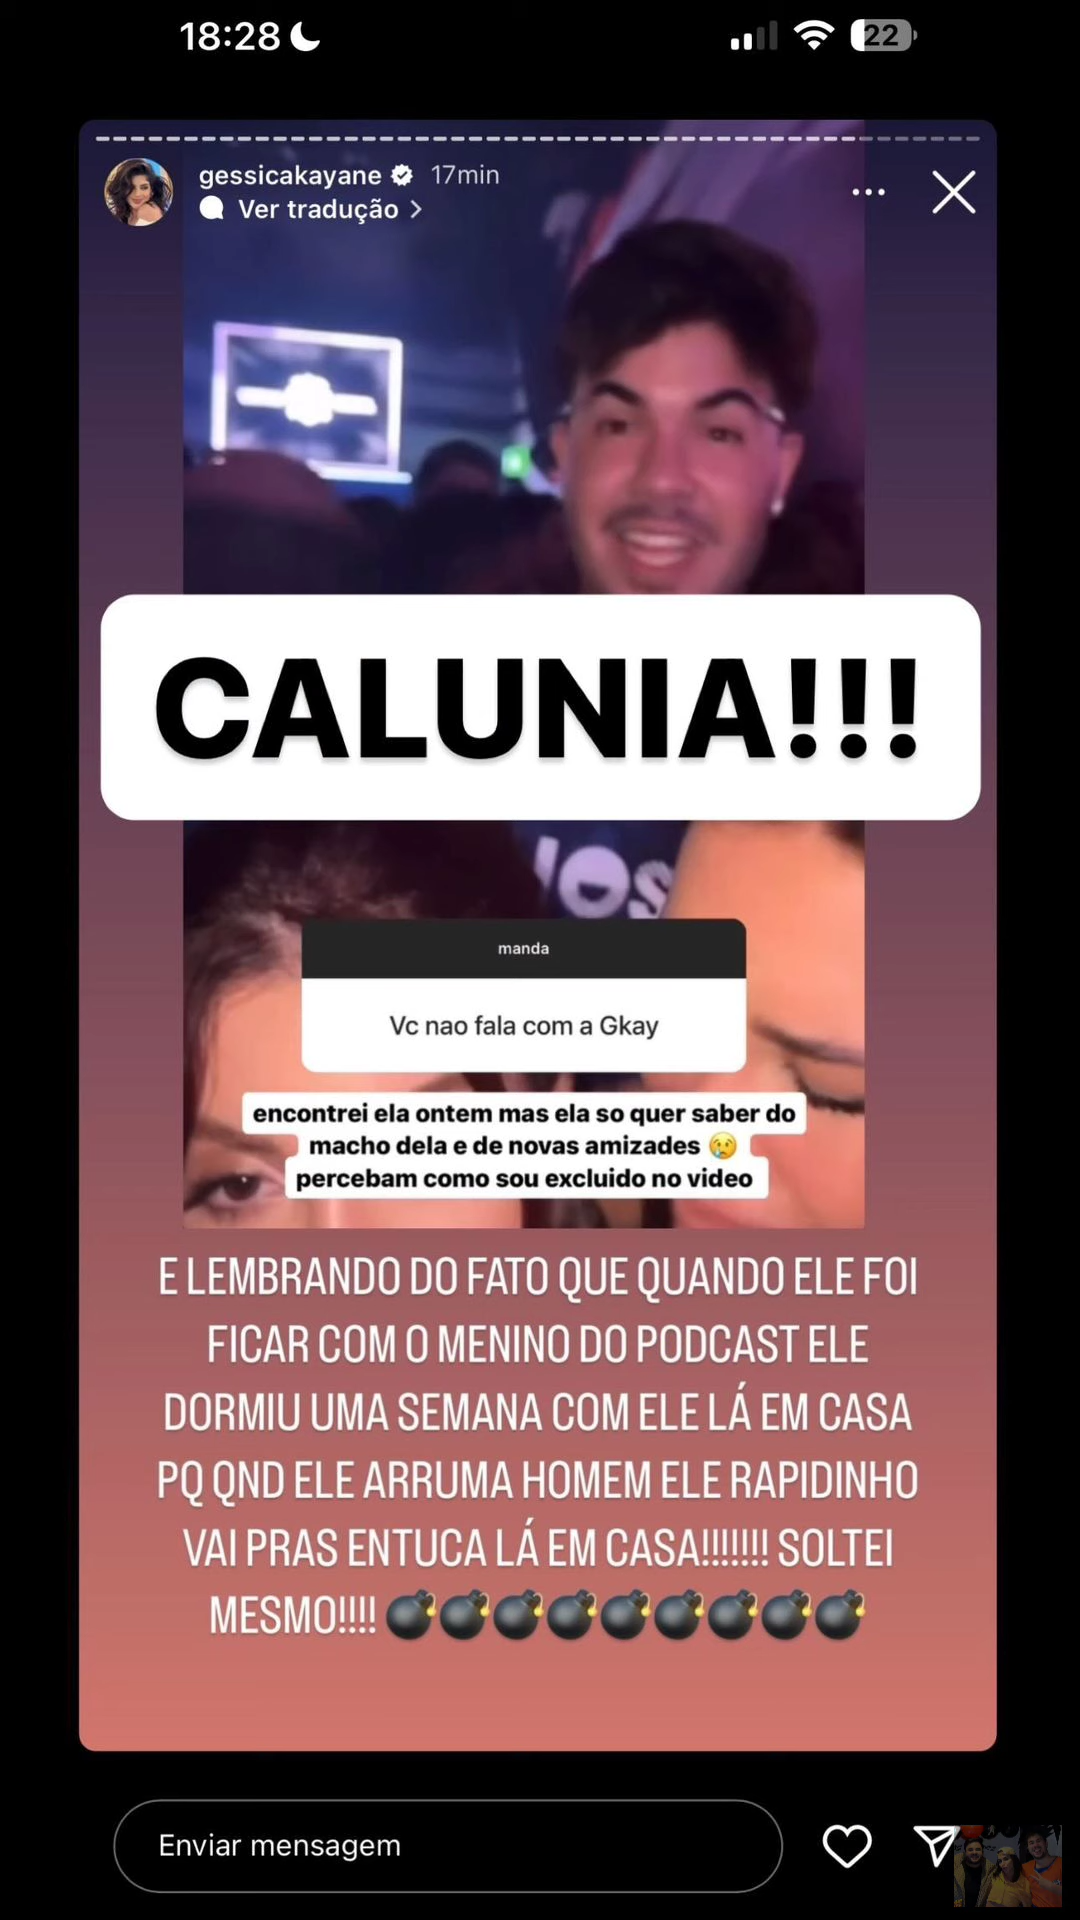 18:28
22
gessicakayane 17min
Ver tradução >
CALUNIA!!!
manda
Vc nao fala com a Gkay
encontrei ela ontem mas ela so quer saber do
macho dela e de novas amizades 😢
percebam como sou excluido no video
E LEMBRANDO DO FATO QUE QUANDO ELE FOI
FICAR COM O MENINO DO PODCAST ELE
DORMIU UMA SEMANA COM ELE LÁ EM CASA
PQ QND ELE ARRUMA HOMEM ELE RAPIDINHO
VAI PRAS ENTUCA LÁ EM CASA!!!!!!! SOLTEI
MESMO!!!! 💣💣💣💣💣💣💣💣💣
Enviar mensagem